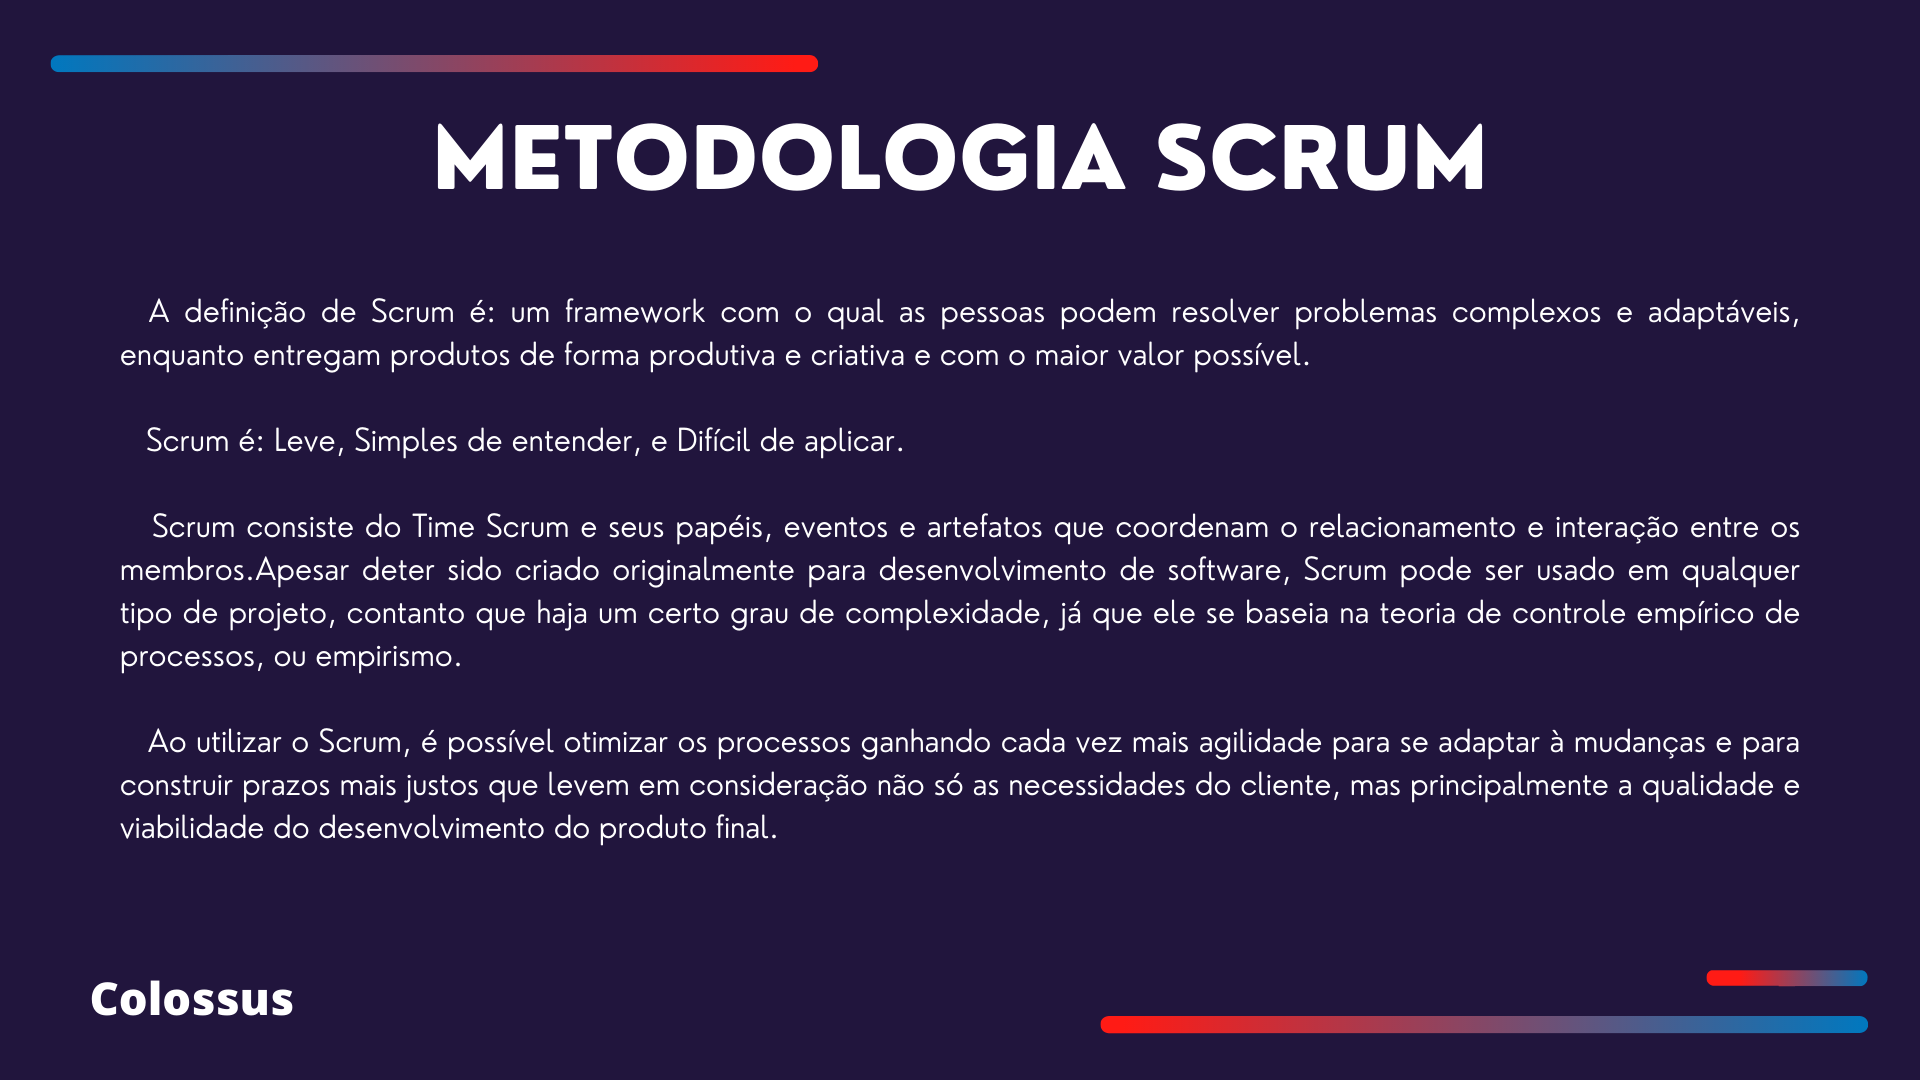 METODOLOGIA SCRUM
A definição de Scrum é: um framework com o qual as pessoas podem resolver problemas complexos e adaptáveis,
enquanto entregam produtos de forma produtiva e criativa e com o maior valor possível.
Scrum é: Leve, Simples de entender, e Difícil de aplicar.
Scrum consiste do Time Scrum e seus papéis, eventos e artefatos que coordenam o relacionamento e interação entre os
membros.Apesar deter sido criado originalmente para desenvolvimento de software, Scrum pode ser usado em qualquer
tipo de projeto, contanto que haja um certo grau de complexidade, já que ele se baseia na teoria de controle empírico de
processos, ou empirismo.
Ao utilizar o Scrum, é possível otimizar os processos ganhando cada vez mais agilidade para se adaptar à mudanças e para
construir prazos mais justos que levem em consideração não só as necessidades do cliente, mas principalmente a qualidade e
viabilidade do desenvolvimento do produto final.
Colossus